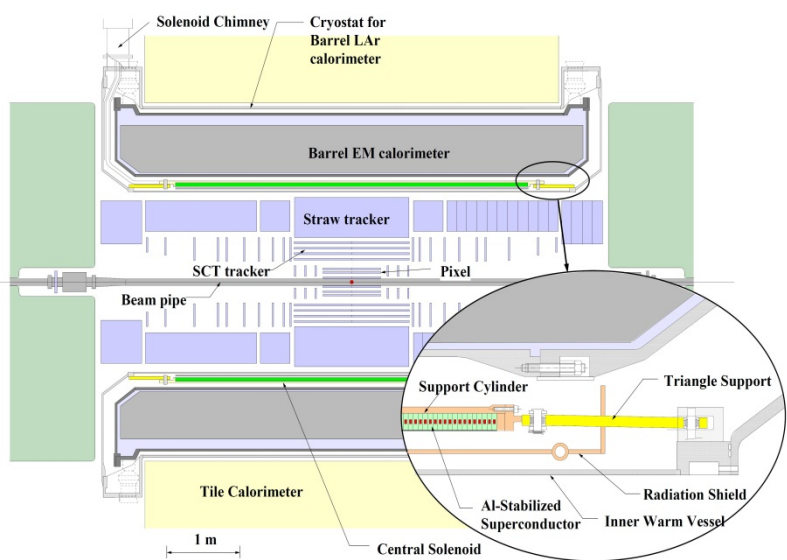 Solenoid Chimney
Cryostat for
Barrel LAr
calorimeter
Barrel EM calorimeter
Straw tracker
SCT tracker
Pixel
Beam pipe
Support Cylinder
Triangle Support
Tile Calorimeter
Radiation Shield
Al-Stabilized
Superconductor
Inner Warm Vessel
1 m
Central Solenoid